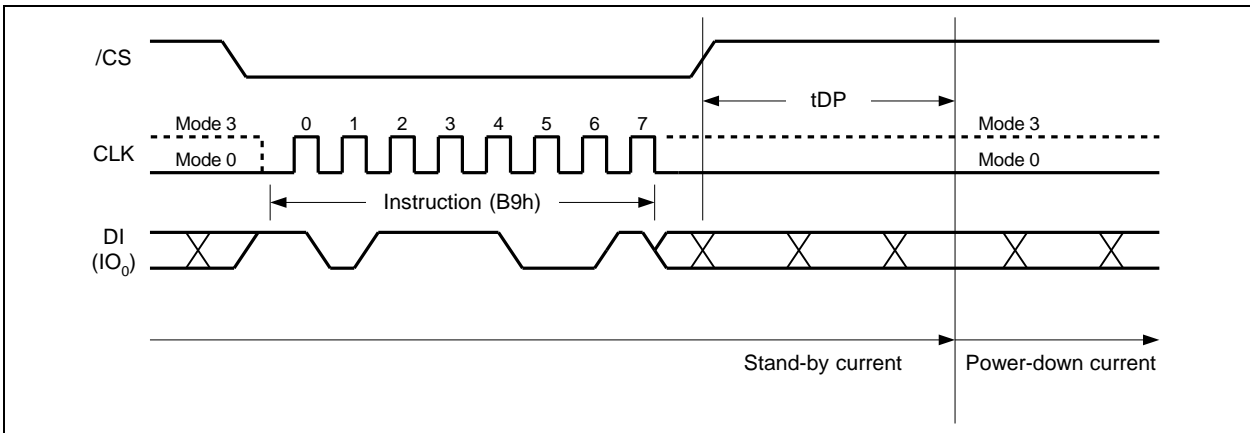 /CS
tDP
Mode 3 0 1 2 3 4 5 6 7 Mode 3
CLK
Mode 0 Mode 0
Instruction (B9h)
DI
(IO0)
Stand-by current Power-down current